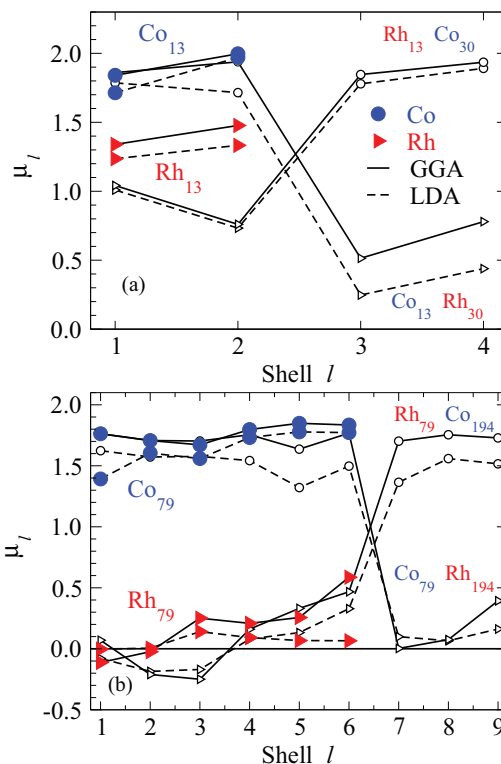 (a)
Co₁₃
Rh₁₃ Co₃₀
Co
Rh
GGA
LDA
Rh₁₃
Co₁₃ Rh₃₀
2.0
1.5
1.0
0.5
0.0
μₗ
1 2 3 4
Shell l
(b)
Rh₇₉ Co₁₉₄
Co₇₉
Co₇₉ Rh₁₉₄
Rh₇₉
2.0
1.5
1.0
0.5
0.0
-0.5
μₗ
1 2 3 4 5 6 7 8 9
Shell l